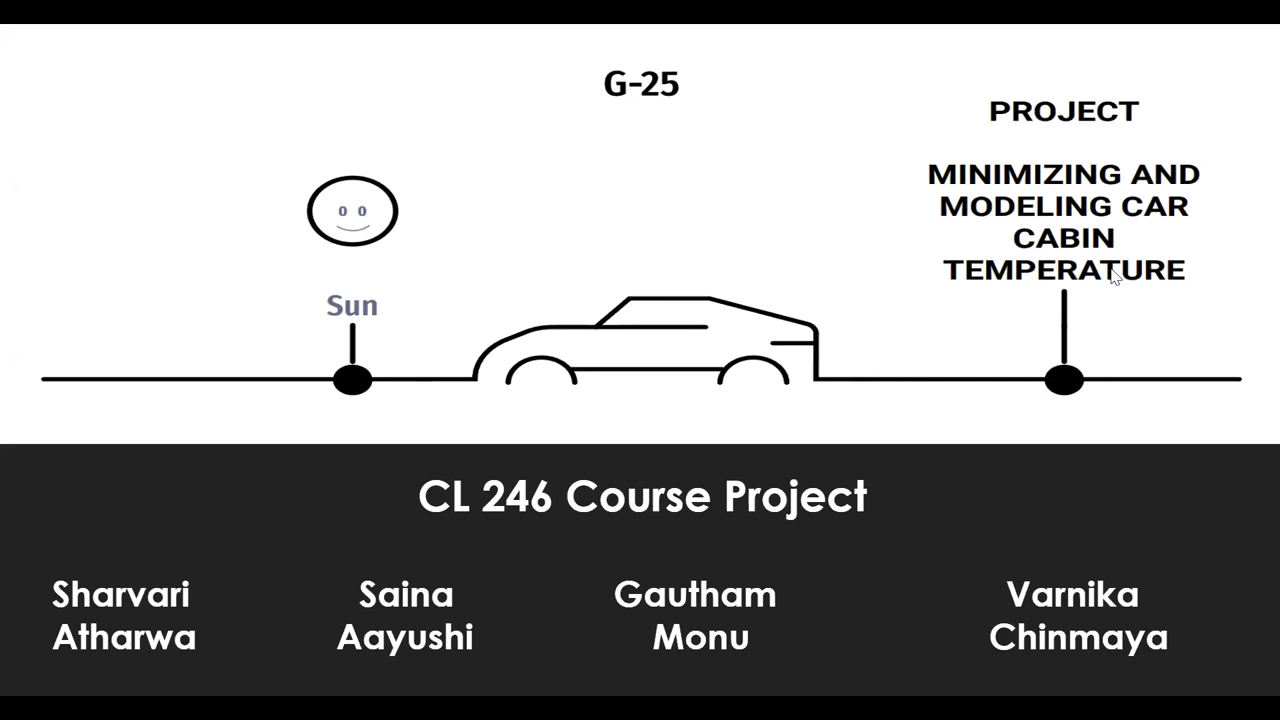 G-25
PROJECT
MINIMIZING AND
MODELING CAR
CABIN
TEMPERATURE
Sun
CL 246 Course Project
Sharvari Saina Gautham Varnika
Atharwa Aayushi Monu Chinmaya